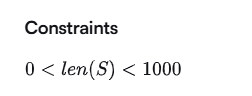 Constraints
0 < len(S) < 1000